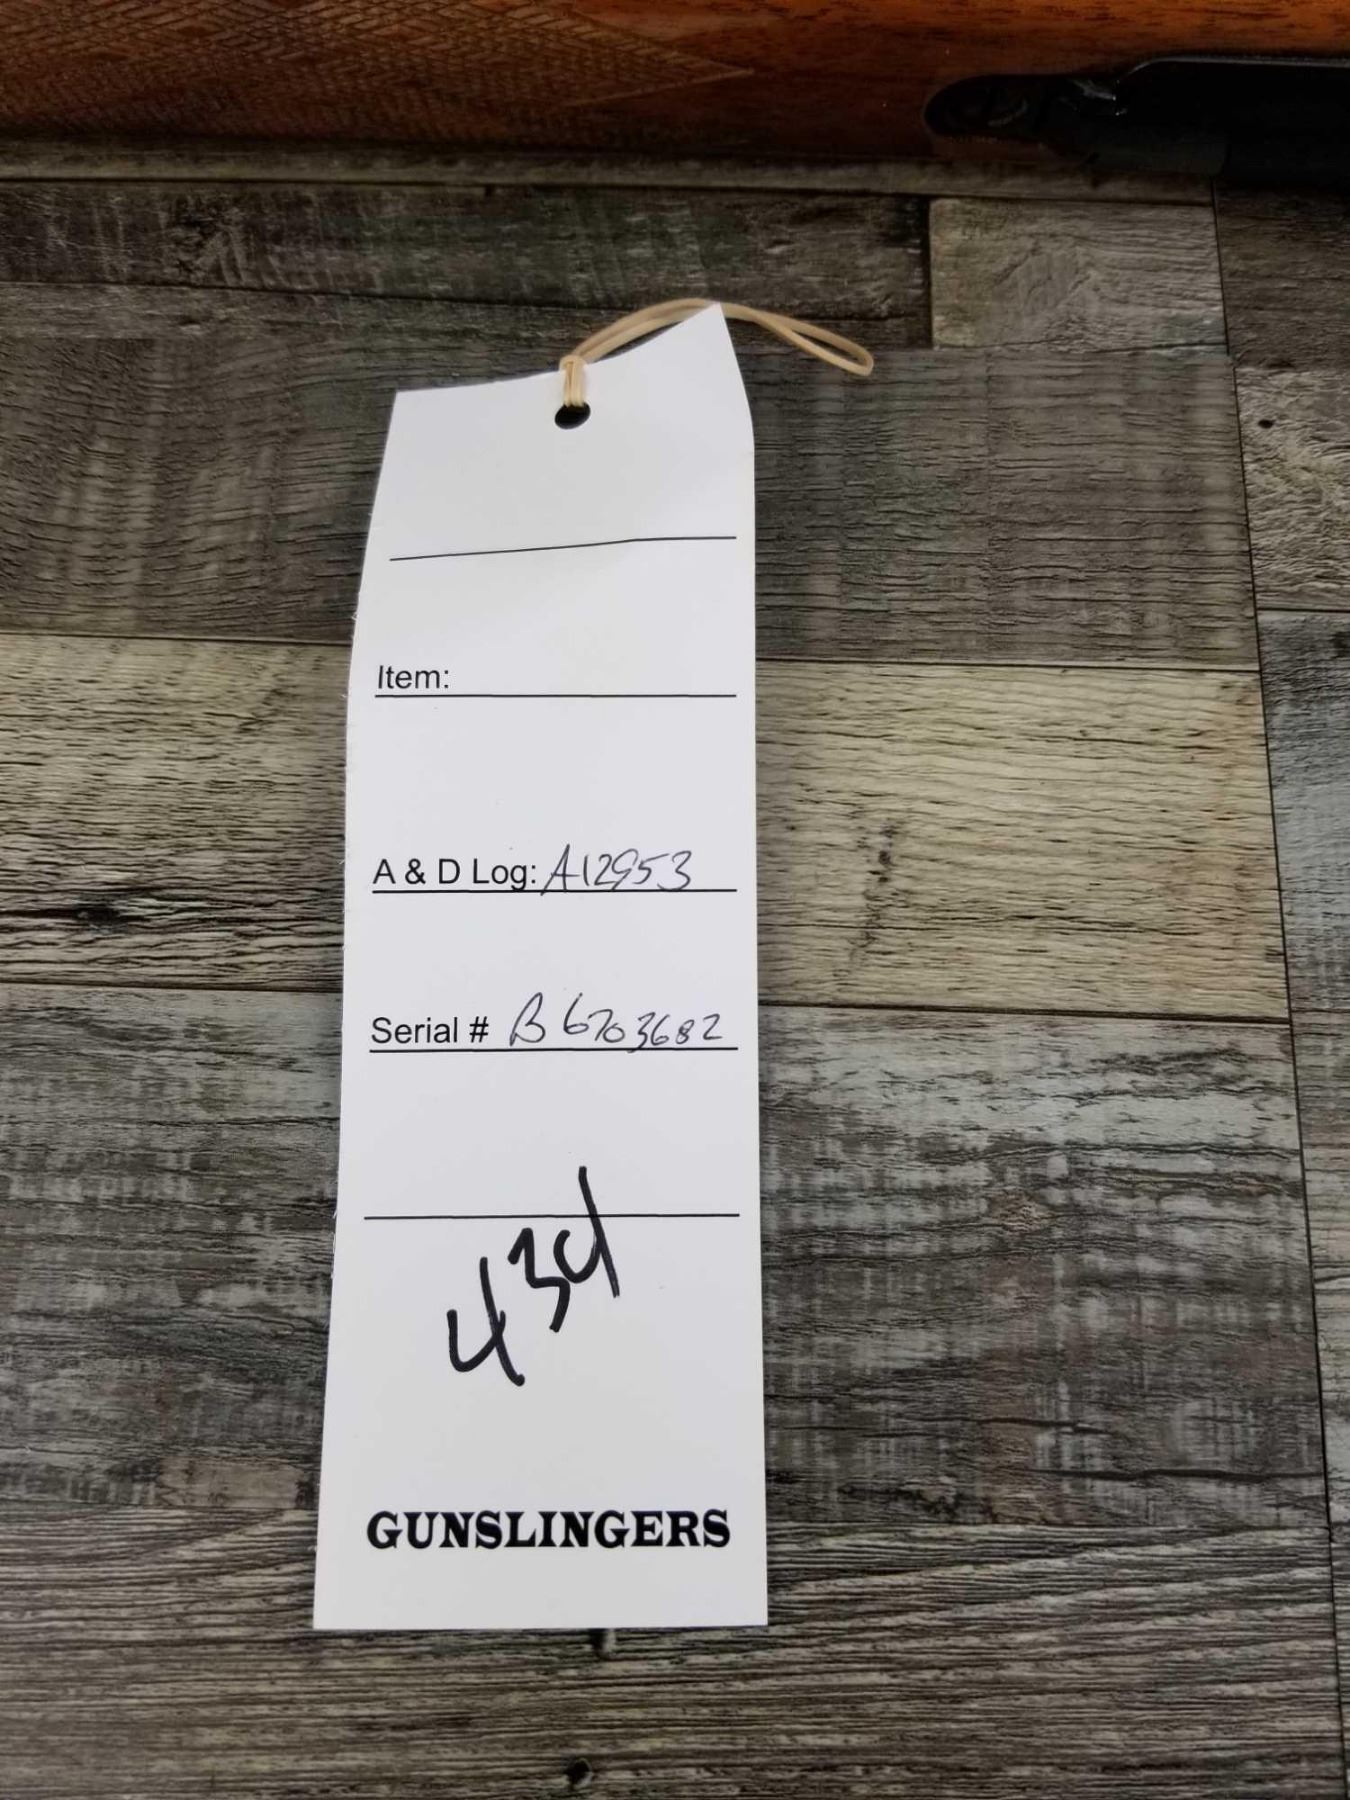 Item:
A & D Log: A12953
Serial # B6703682
434
GUNSLINGERS